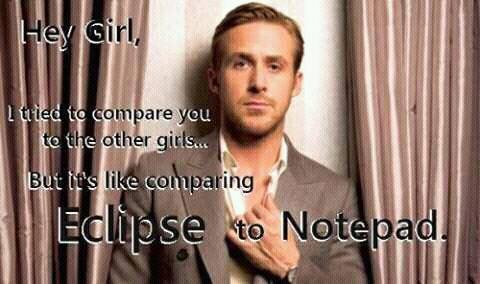 Hey Girl,
I tried to compare you
to the other girls...
But it's like comparing
Eclipse to Notepad.